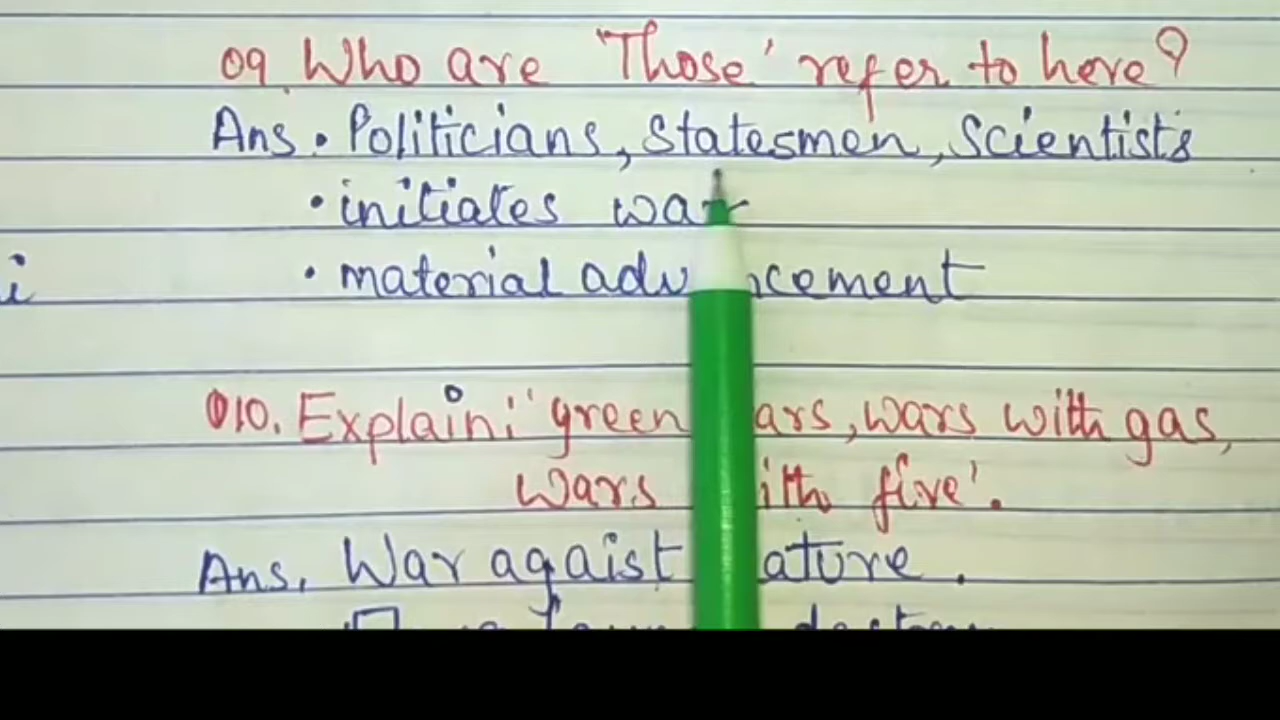 09. Who are 'Those' refer to here?
Ans • Politicians, statesmen, Scientists
• initiates war
i • material adv cement
Q10. Explain: 'green ars, wars with gas,
wars ith fire'.
Ans. War agaist ature.